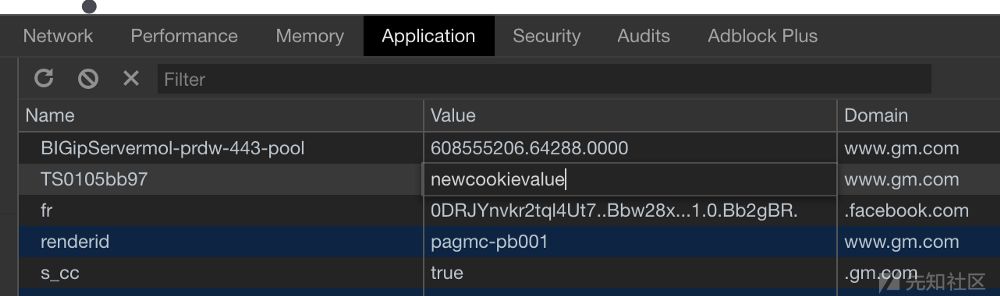 Network Performance Memory Application Security Audits Adblock Plus
Filter
Name Value Domain
BIGipServermol-prdw-443-pool 608555206.64288.0000 www.gm.com
TS0105bb97 newcookievalue www.gm.com
fr 0DRJYnvkr2tql4Ut7..Bbw28x...1.0.Bb2gBR. .facebook.com
renderid pagmc-pb001 www.gm.com
s_cc true .gm.com
先知社区